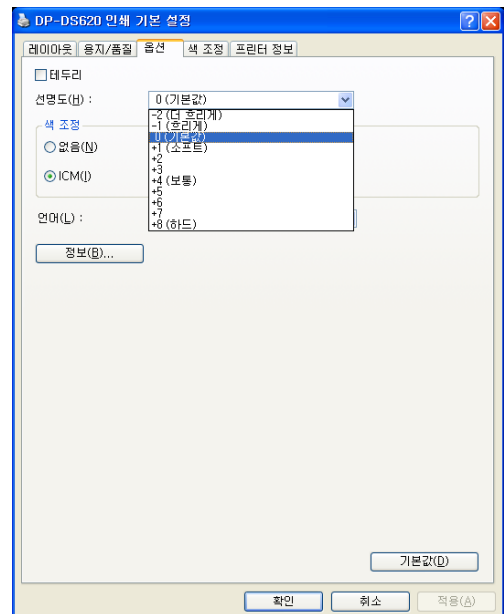 DP-DS620 인쇄 기본 설정
레이아웃 용지/품질 옵션 색 조정 프린터 정보
테두리
선명도(H) : 0 (기본값)
-2 (더 흐리게)
-1 (흐리게)
0 (기본값)
+1 (소프트)
+2
+3
+4 (보통)
+5
+6
+7
+8 (하드)
색 조정
없음(N)
ICM(I)
언어(L) :
정보(B)...
기본값(D)
확인 취소 적용(A)